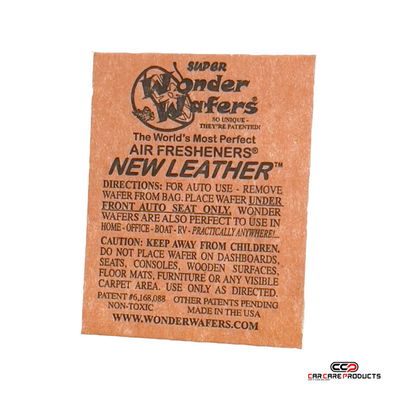 SUPER
Wonder
Wafers®
SO UNIQUE -
THEY'RE PATENTED!
The World's Most Perfect
AIR FRESHENERS®
NEW LEATHER™
DIRECTIONS: FOR AUTO USE - REMOVE
WAFER FROM BAG. PLACE WAFER UNDER
FRONT AUTO SEAT ONLY, WONDER
WAFERS ARE ALSO PERFECT TO USE IN
HOME - OFFICE - BOAT - RV - PRACTICALLY ANYWHERE!...
CAUTION: KEEP AWAY FROM CHILDREN.
DO NOT PLACE WAFER ON DASHBOARDS,
SEATS, CONSOLES, WOODEN SURFACES,
FLOOR MATS, FURNITURE OR ANY VISIBLE
CARPET AREA. USE ONLY AS DIRECTED.
PATENT #6,168,088 OTHER PATENTS PENDING
NON-TOXIC MADE IN THE USA
WWW.WONDERWAFERS.COM
CCP
CAR CARE PRODUCTS